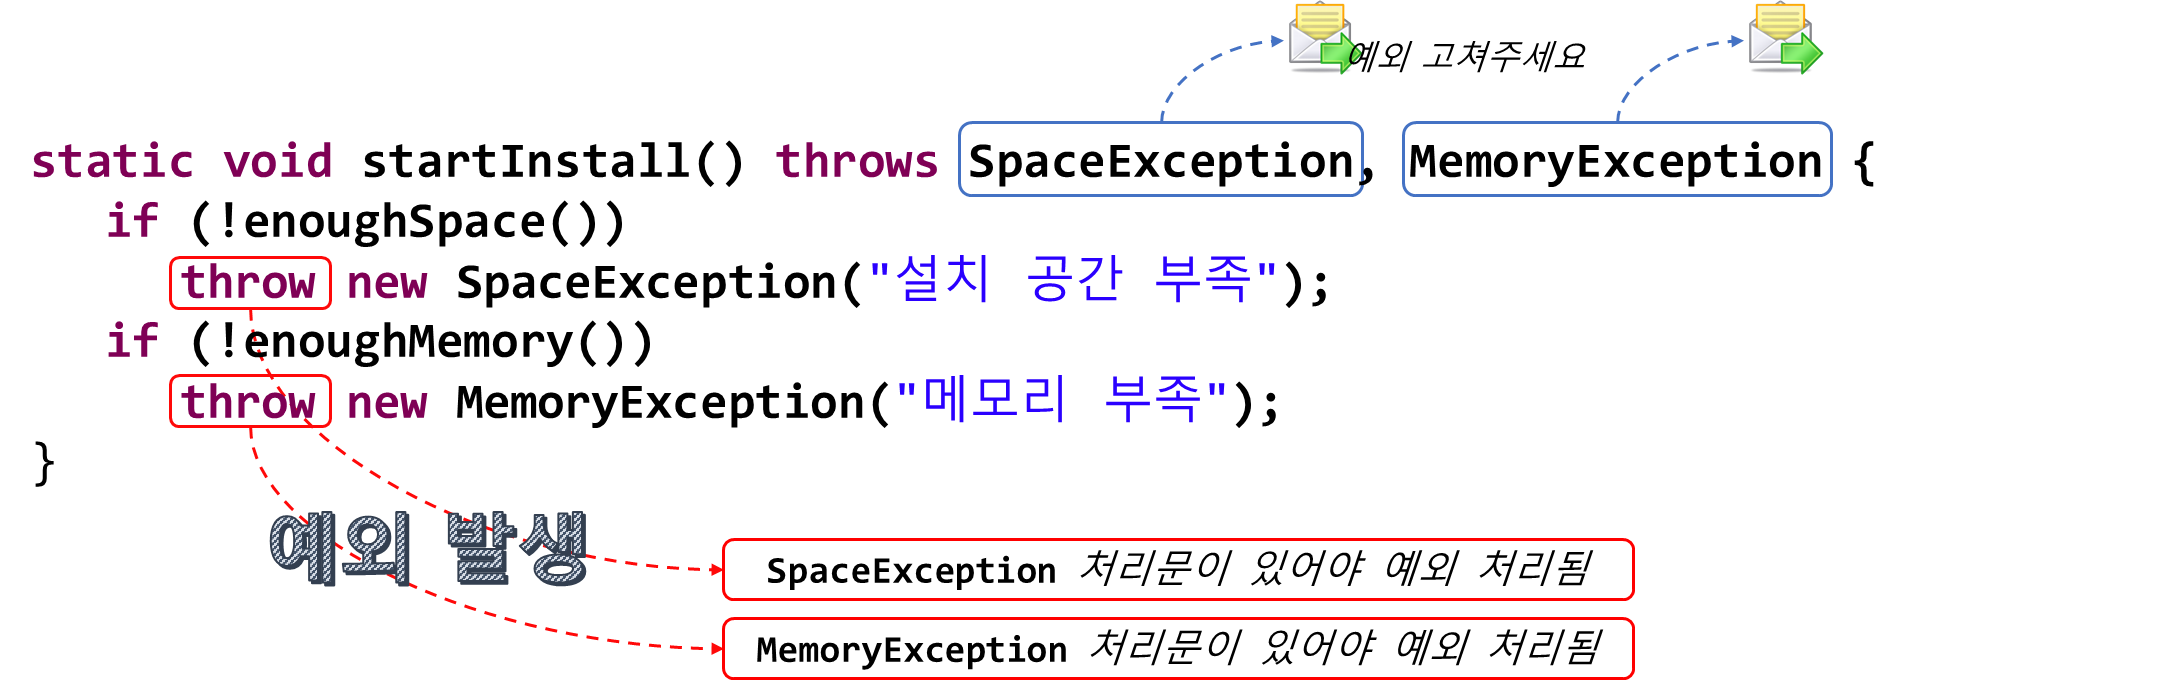 예외 고쳐주세요
static void startInstall() throws SpaceException, MemoryException {
if (!enoughSpace())
throw new SpaceException("설치 공간 부족");
if (!enoughMemory())
throw new MemoryException("메모리 부족");
}
예외 발생
SpaceException 처리문이 있어야 예외 처리됨
MemoryException 처리문이 있어야 예외 처리됨